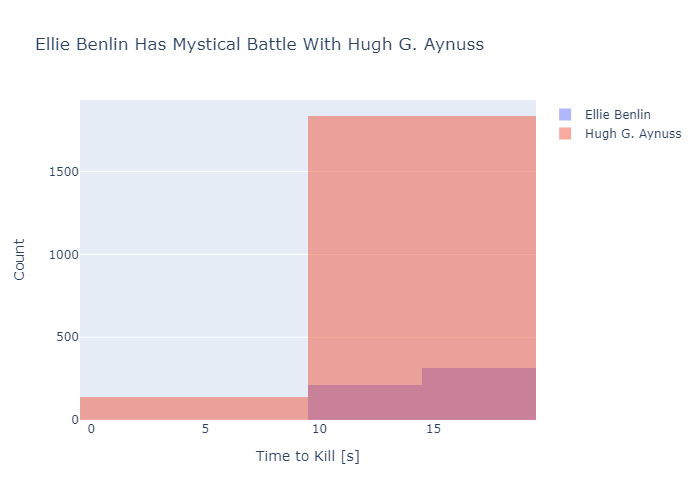 Ellie Benlin Has Mystical Battle With Hugh G. Aynuss
Ellie Benlin
Hugh G. Aynuss
1500
1000
500
0
Count
0 5 10 15
Time to Kill [s]